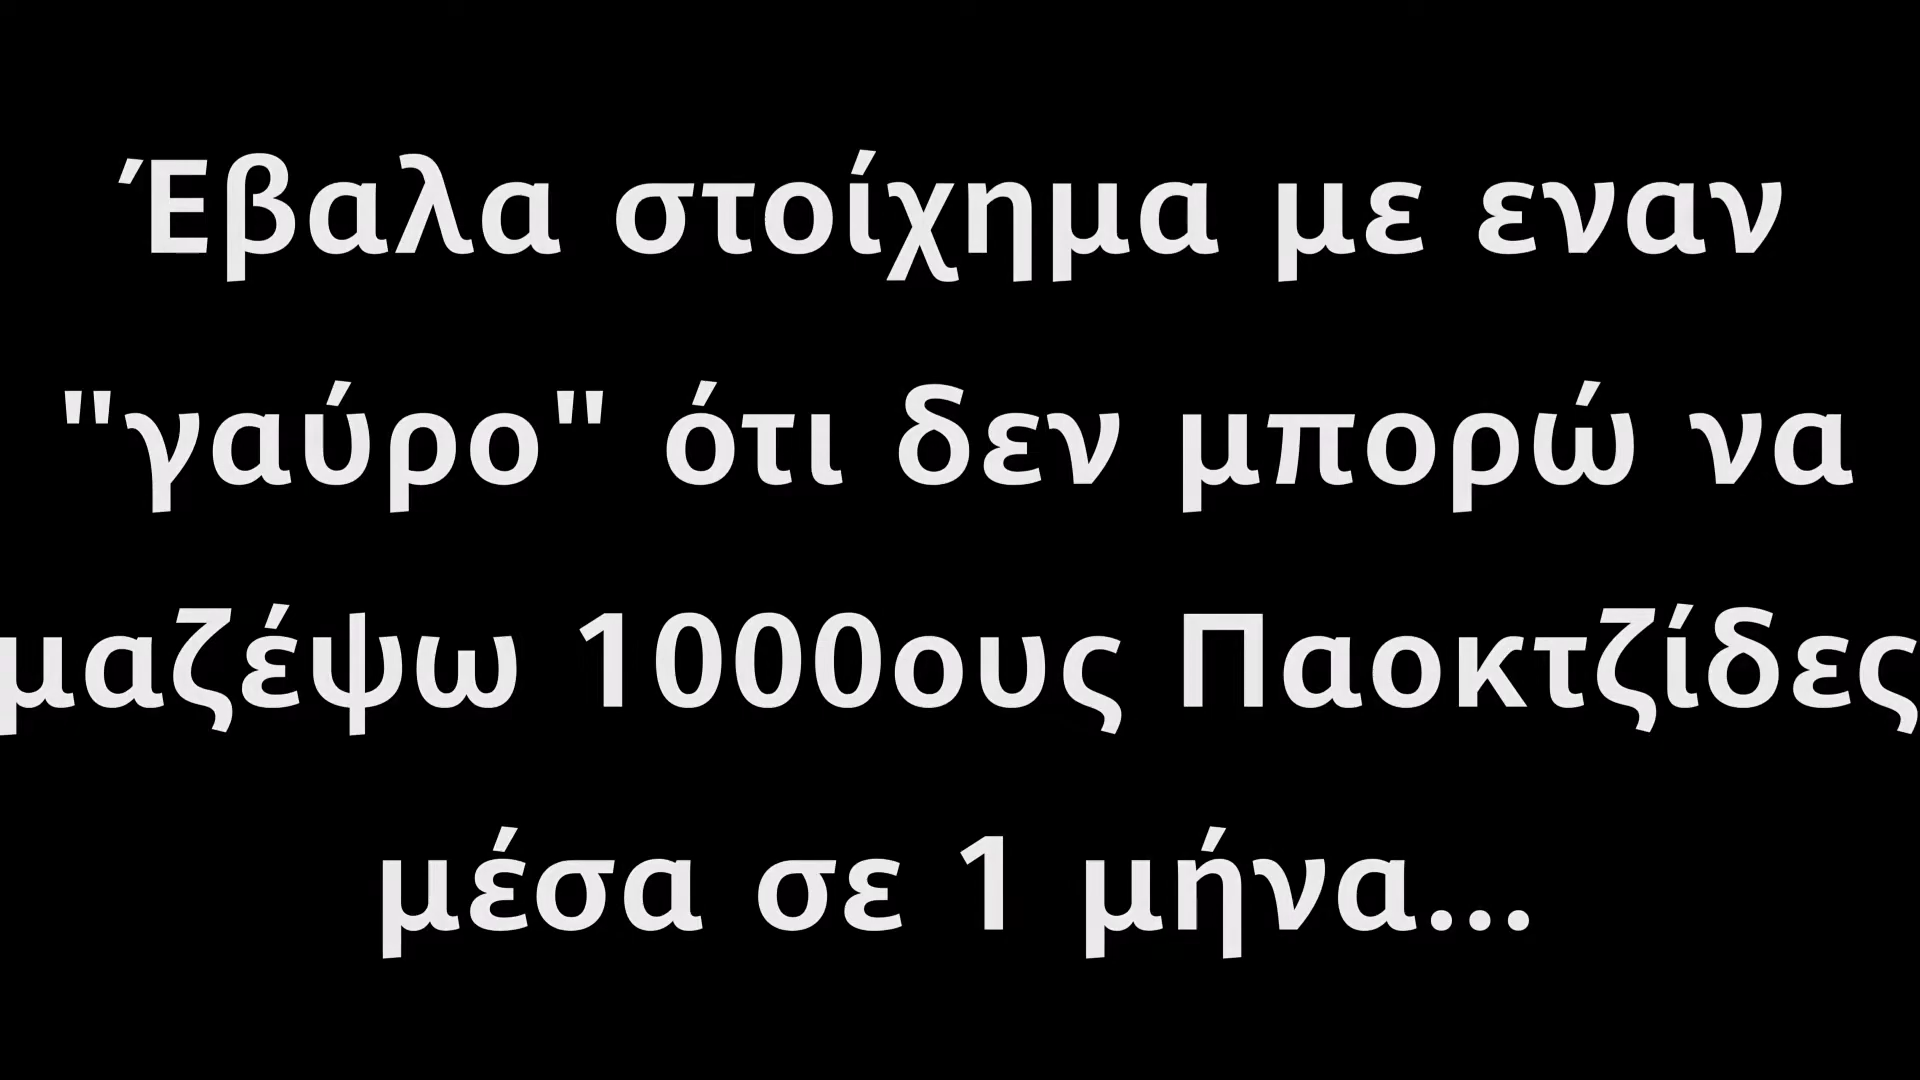 Έβαλα στοίχημα με εναν
"γαύρο" ότι δεν μπορώ να
μαζέψω 1000ους Παοκτζίδες
μέσα σε 1 μήνα...